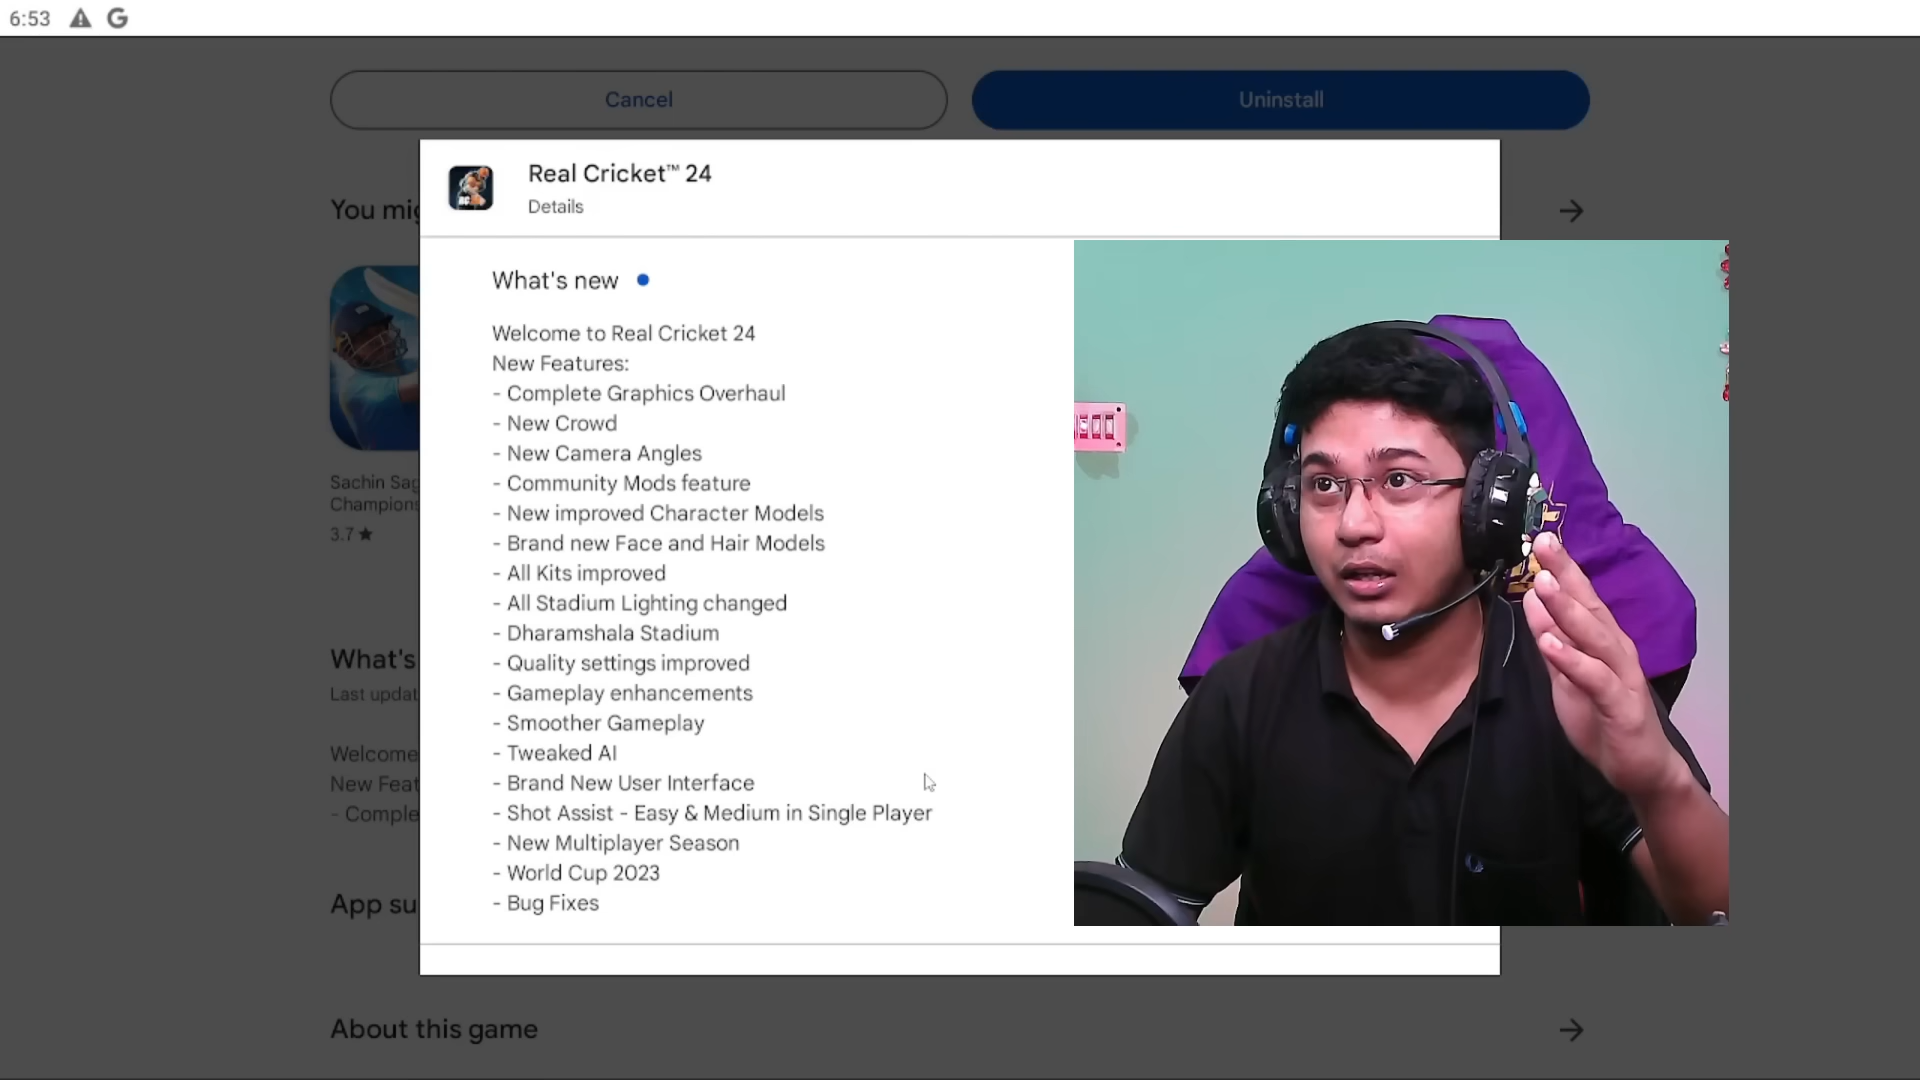 6:53
Cancel
Uninstall
Real Cricket™ 24
Details
You mig
What's new
Welcome to Real Cricket 24
New Features:
- Complete Graphics Overhaul
- New Crowd
- New Camera Angles
- Community Mods feature
- New improved Character Models
- Brand new Face and Hair Models
- All Kits improved
- All Stadium Lighting changed
- Dharamshala Stadium
- Quality settings improved
- Gameplay enhancements
- Smoother Gameplay
- Tweaked AI
- Brand New User Interface
- Shot Assist - Easy & Medium in Single Player
- New Multiplayer Season
- World Cup 2023
- Bug Fixes
Sachin Sag
Champions
3.7 ★
What's
Last updat
Welcome
New Feat
- Comple
App su
About this game